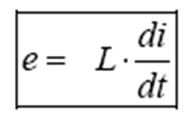 e = L · di/dt